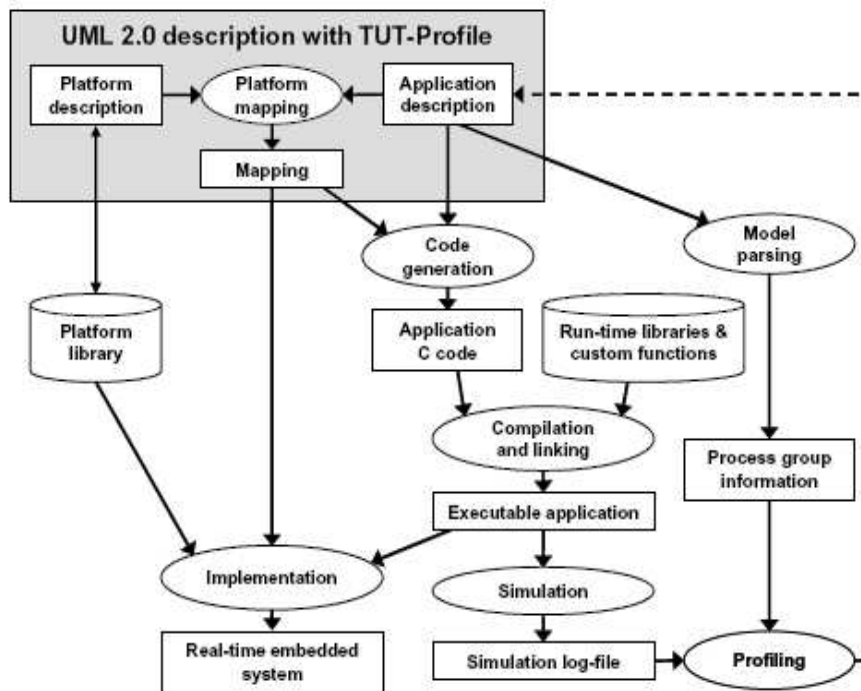 UML 2.0 description with TUT-Profile
Platform
description
Platform
mapping
Application
description
Mapping
Code
generation
Model
parsing
Platform
library
Application
C code
Run-time libraries &
custom functions
Compilation
and linking
Process group
information
Executable application
Implementation
Simulation
Real-time embedded
system
Simulation log-file
Profiling